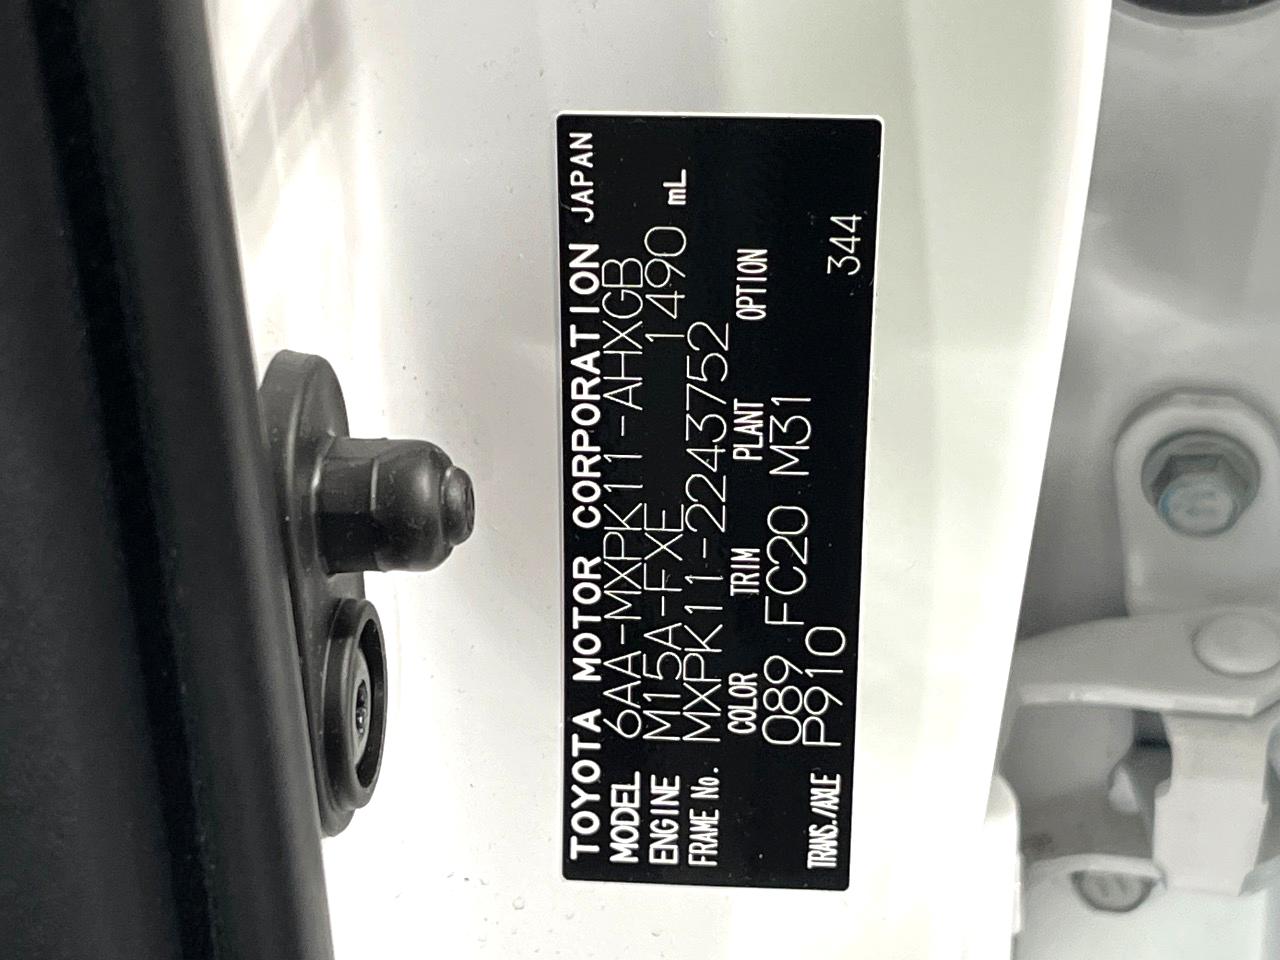 TOYOTA MOTOR CORPORATION JAPAN
MODEL 6AA-MXPK11-AHXGB
ENGINE M15A-FXE 1490 mL
FRAME No. MXPK11-2243752
COLOR TRIM PLANT OPTION
089 FC20 M31
TRANS./AXLE P910 344